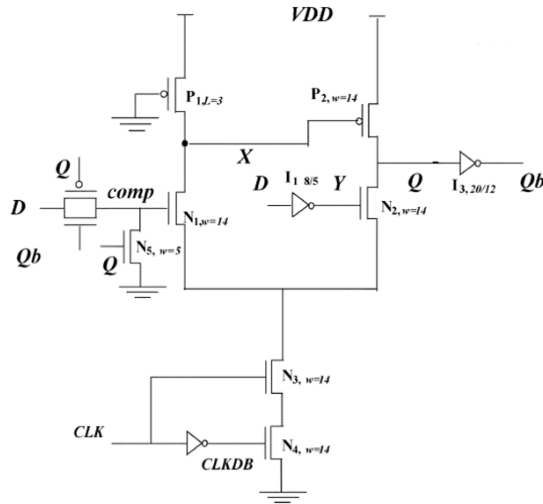 VDD
P1,L=3
P2, w=14
X
Q
comp
D
N1,w=14
Qb
Q
N5, w=5
D
I1 8/5
Y
N2,w=14
Q
I3,20/12
Qb
N3, w=14
CLK
CLKDB
N4, w=14